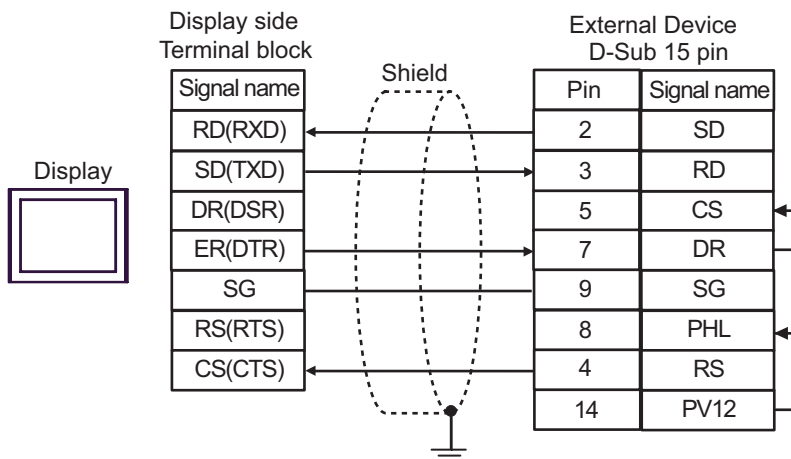 Display side
Terminal block
External Device
D-Sub 15 pin
Shield
Display
Signal name
RD(RXD)
SD(TXD)
DR(DSR)
ER(DTR)
SG
RS(RTS)
CS(CTS)
Pin Signal name
2 SD
3 RD
5 CS
7 DR
9 SG
8 PHL
4 RS
14 PV12